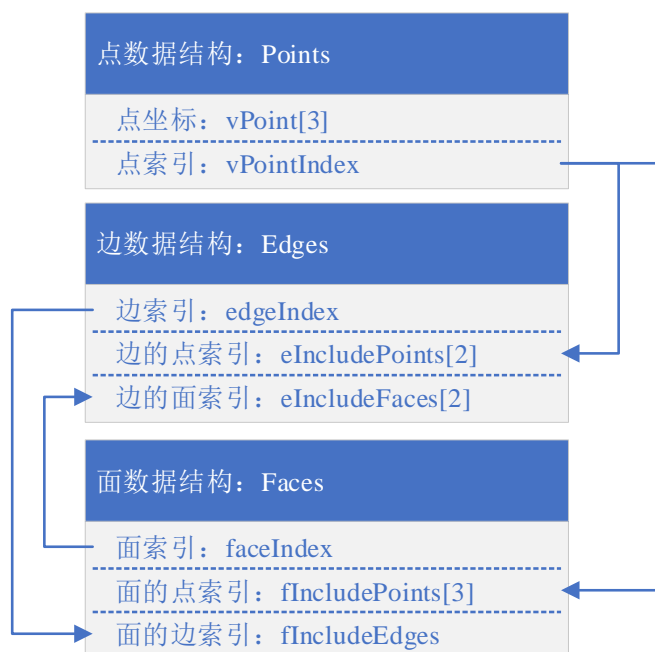 点数据结构：Points
点坐标：vPoint[3]
点索引：vPointIndex
边数据结构：Edges
边索引：edgeIndex
边的点索引：eIncludePoints[2]
边的面索引：eIncludeFaces[2]
面数据结构：Faces
面索引：faceIndex
面的点索引：fIncludePoints[3]
面的边索引：fIncludeEdges